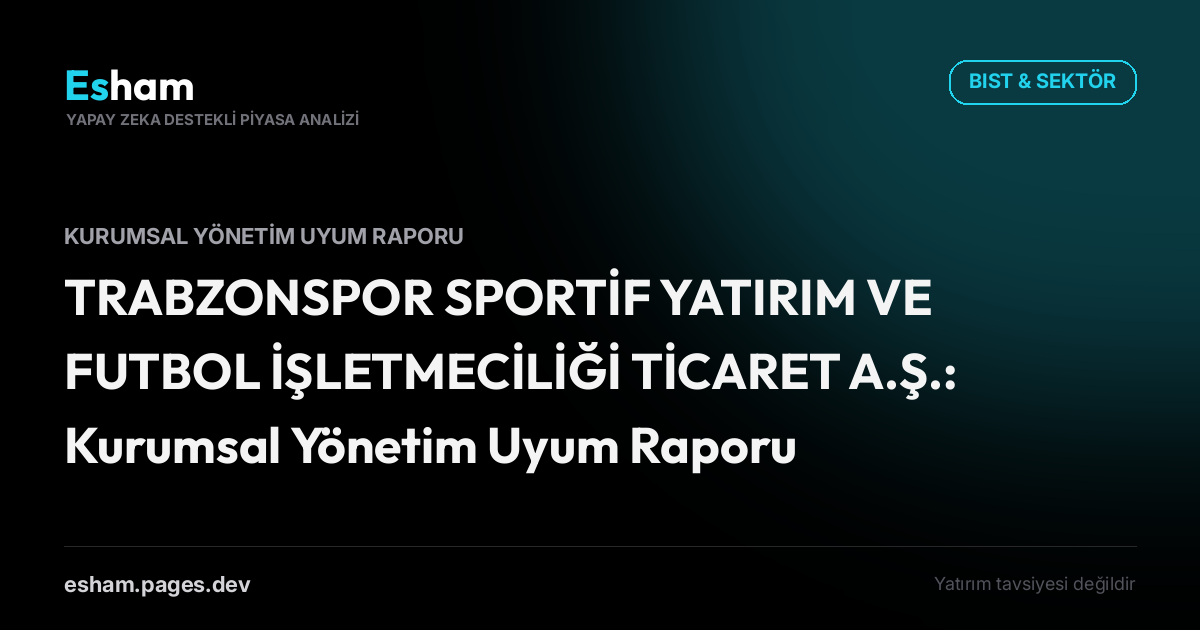 Esham
YAPAY ZEKA DESTEKLİ PİYASA ANALİZİ
BIST & SEKTÖR
KURUMSAL YÖNETİM UYUM RAPORU
TRABZONSPOR SPORTİF YATIRIM VE
FUTBOL İŞLETMECİLİĞİ TİCARET A.Ş.:
Kurumsal Yönetim Uyum Raporu
esham.pages.dev
Yatırım tavsiyesi değildir